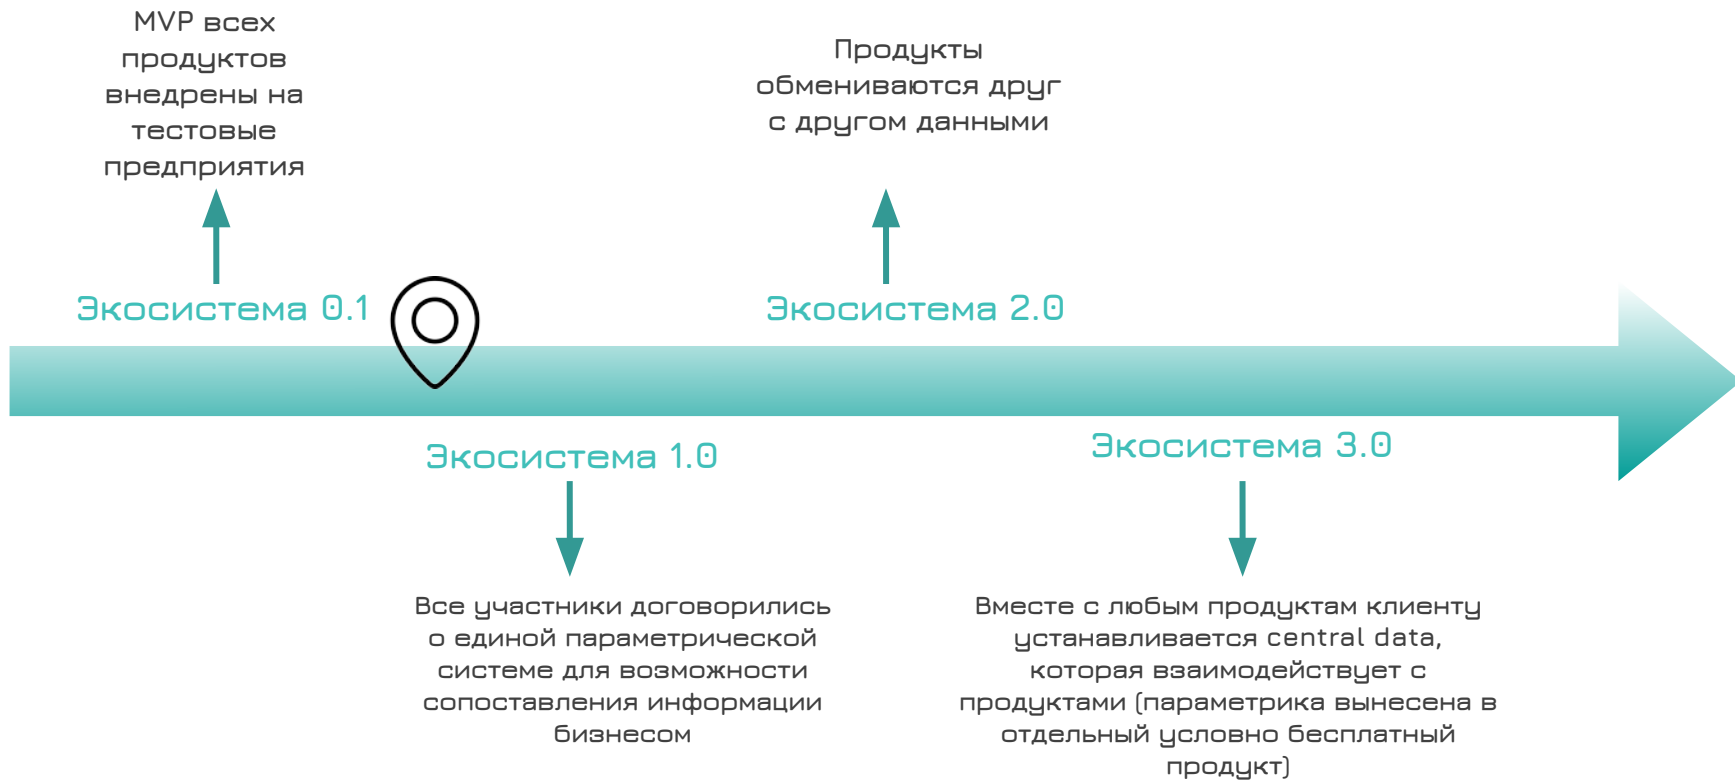 MVP всех
продуктов
внедрены на
тестовые
предприятия
Продукты
обмениваются друг
с другом данными
Экосистема 0.1
Экосистема 2.0
Экосистема 1.0
Экосистема 3.0
Все участники договорились
о единой параметрической
системе для возможности
сопоставления информации
бизнесом
Вместе с любым продуктам клиенту
устанавливается central data,
которая взаимодействует с
продуктами (параметрика вынесена в
отдельный условно бесплатный
продукт)